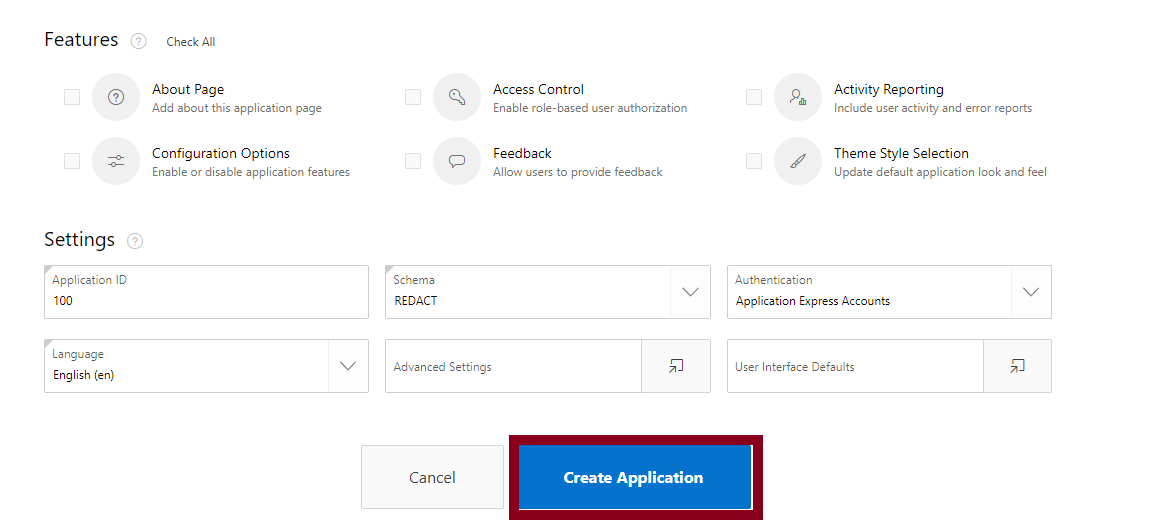 Features ? Check All
About Page Access Control Activity Reporting
Add about this application page Enable role-based user authorization Include user activity and error reports
Configuration Options Feedback Theme Style Selection
Enable or disable application features Allow users to provide feedback Update default application look and feel
Settings ?
Application ID Schema Authentication
100 REDACT Application Express Accounts
Language
English (en) Advanced Settings User Interface Defaults
Cancel Create Application